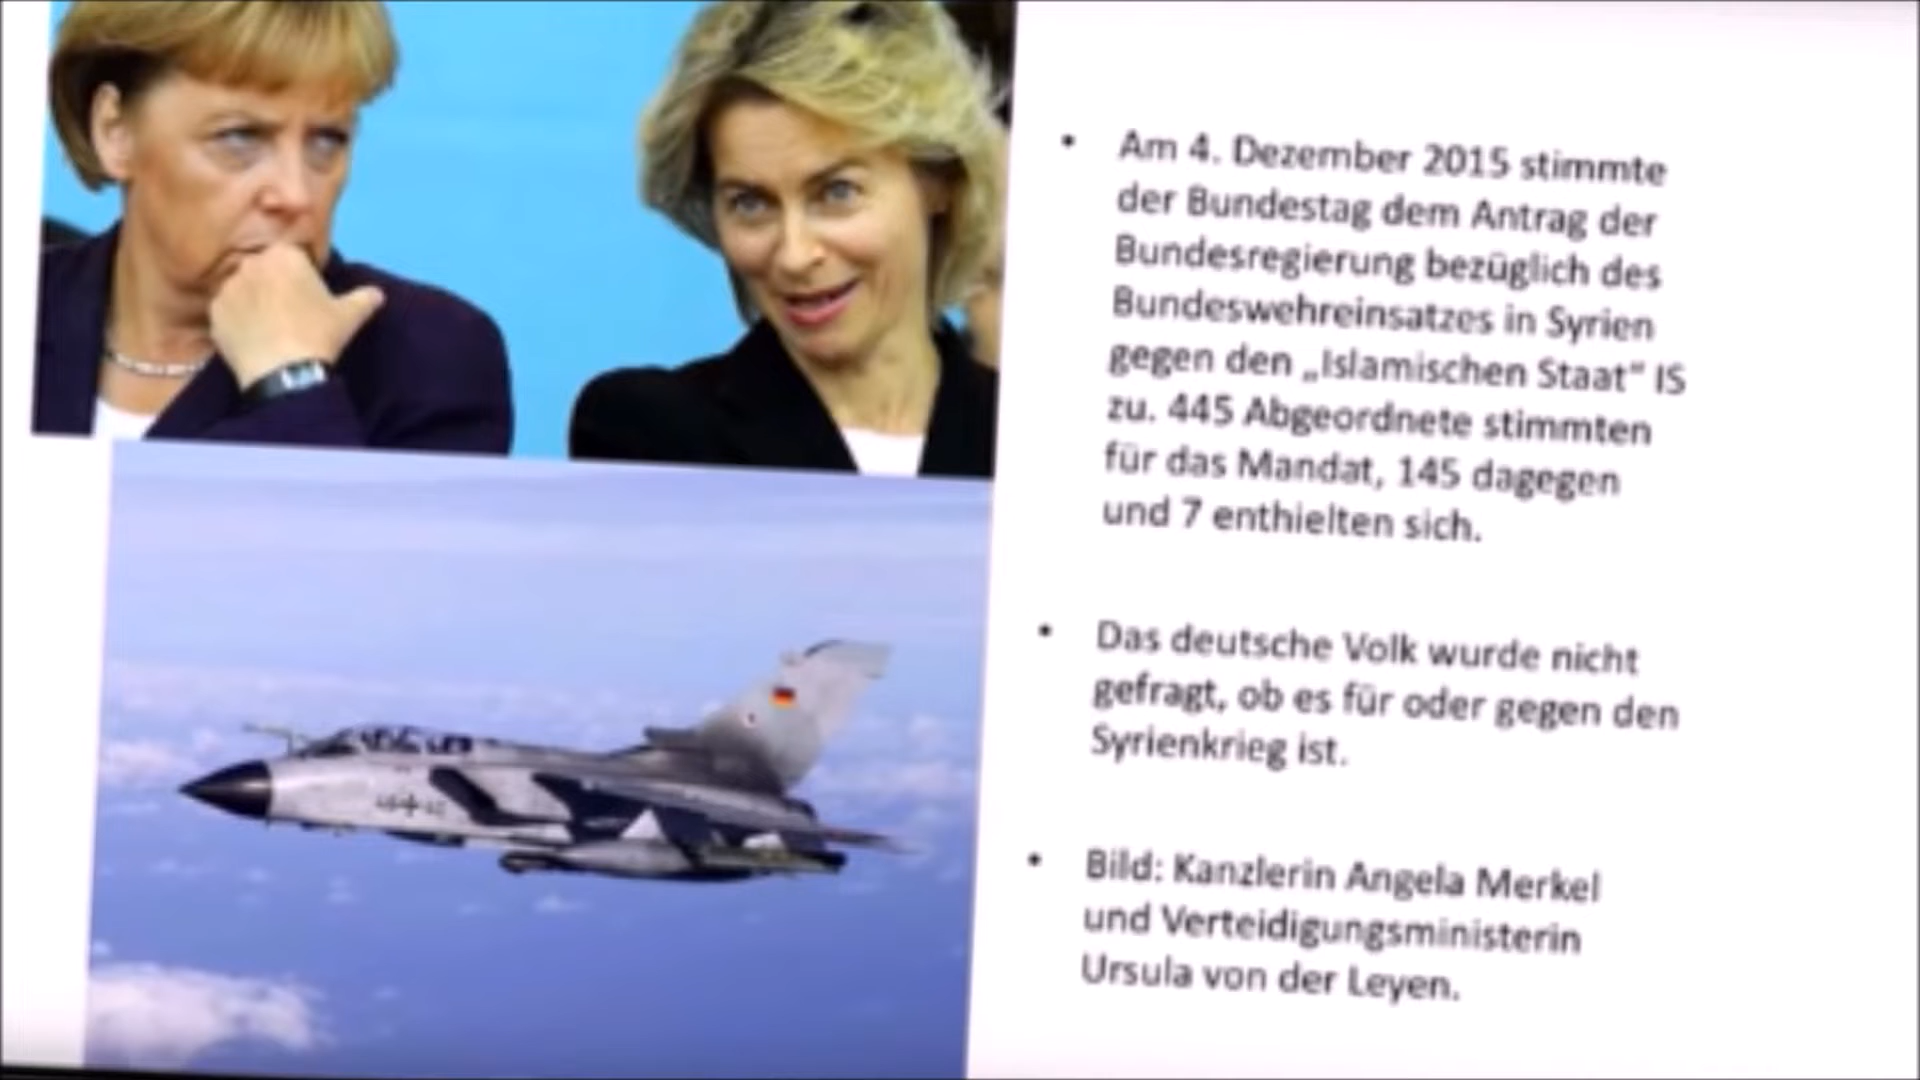 • Am 4. Dezember 2015 stimmte
der Bundestag dem Antrag der
Bundesregierung bezüglich des
Bundeswehreinsatzes in Syrien
gegen den „Islamischen Staat“ IS
zu. 445 Abgeordnete stimmten
für das Mandat, 145 dagegen
und 7 enthielten sich.
• Das deutsche Volk wurde nicht
gefragt, ob es für oder gegen den
Syrienkrieg ist.
• Bild: Kanzlerin Angela Merkel
und Verteidigungsministerin
Ursula von der Leyen.